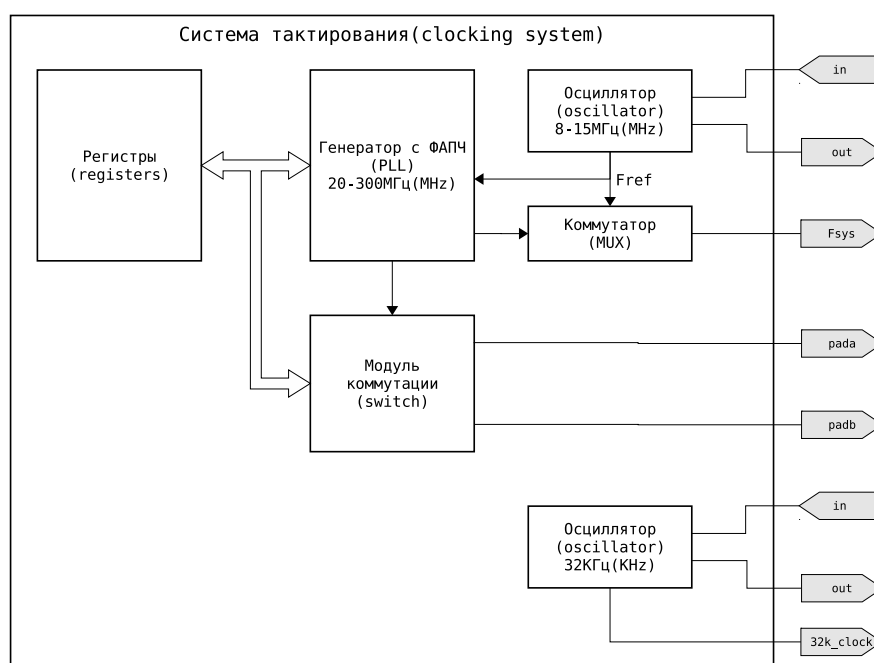 Система тактирования(clocking system)
Регистры
(registers)
Генератор с ФАПЧ
(PLL)
20-300МГц(MHz)
Осциллятор
(oscillator)
8-15МГц(MHz)
in
out
Fref
Коммутатор
(MUX)
Fsys
Модуль
коммутации
(switch)
pada
padb
Осциллятор
(oscillator)
32КГц(KHz)
in
out
32k_clock